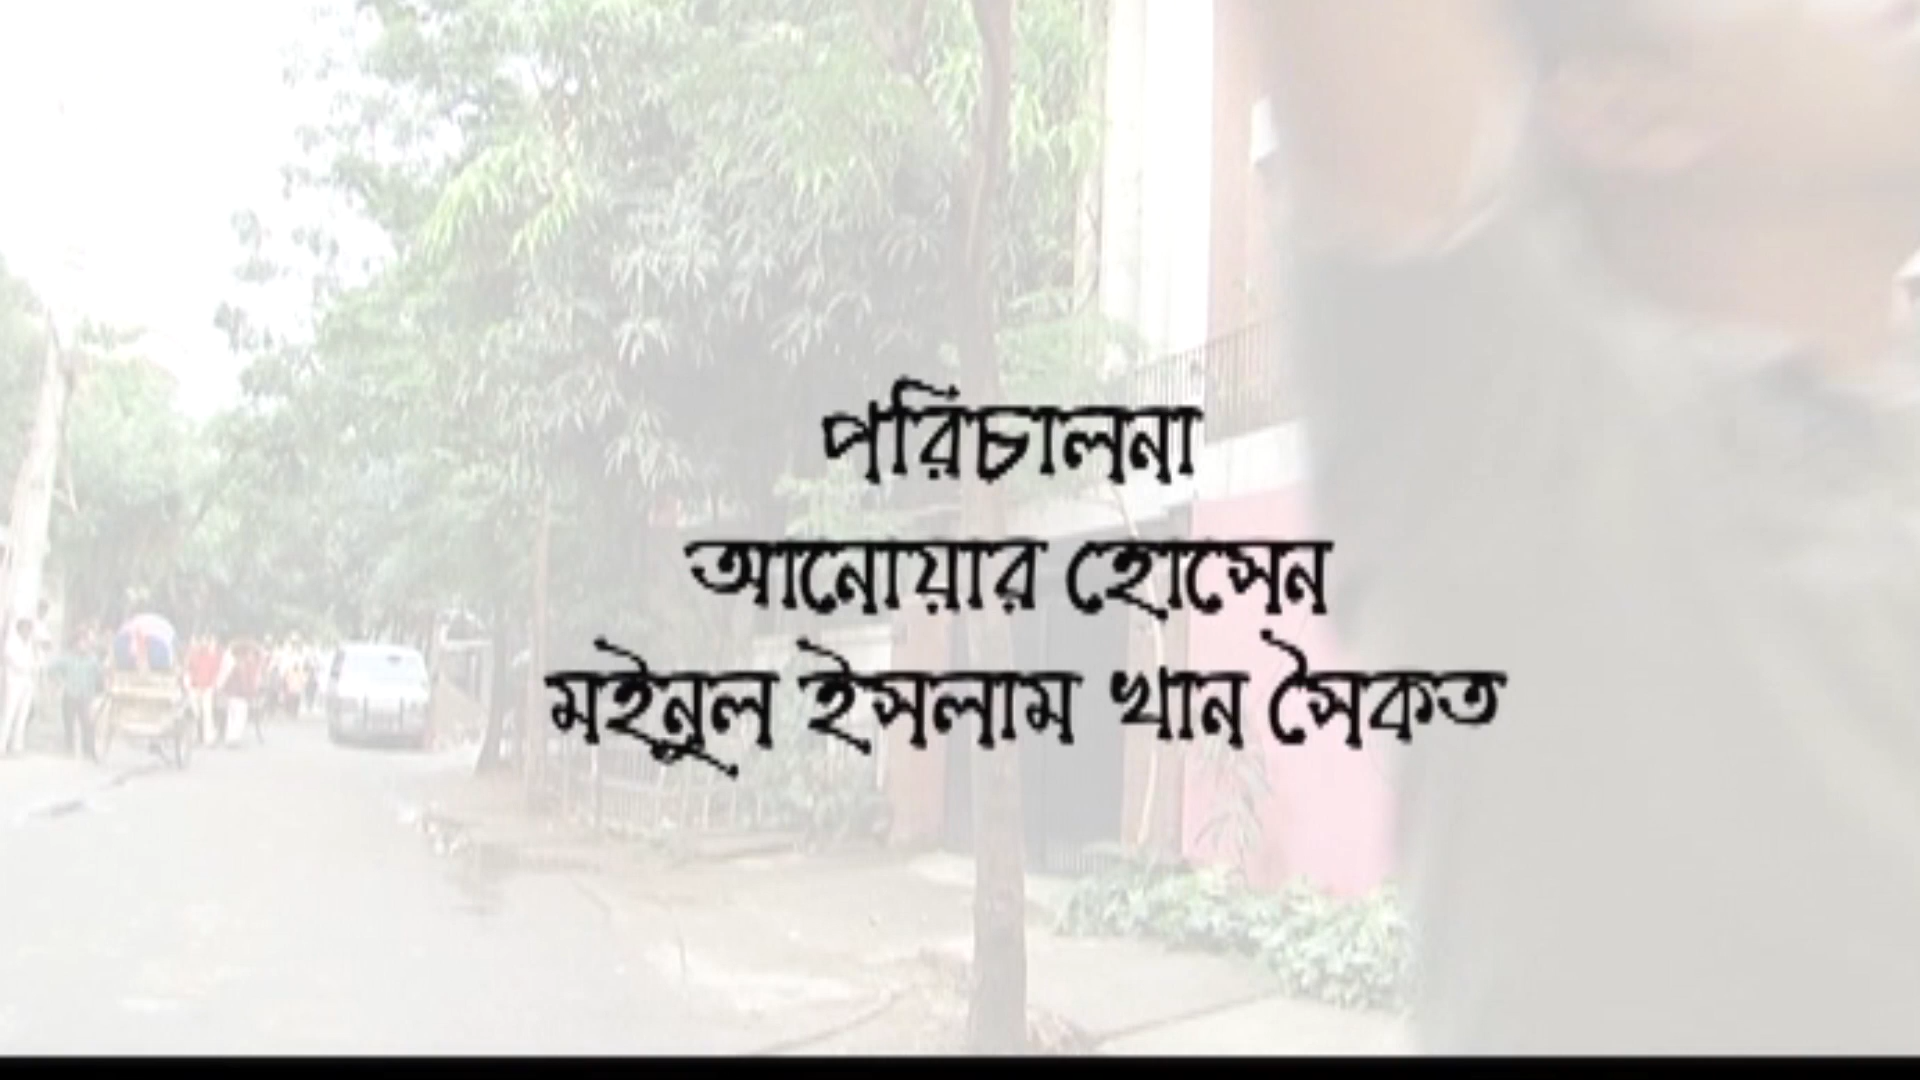 পরিচালনা
আনোয়ার হোসেন
মইনুল ইসলাম খান সৈকত